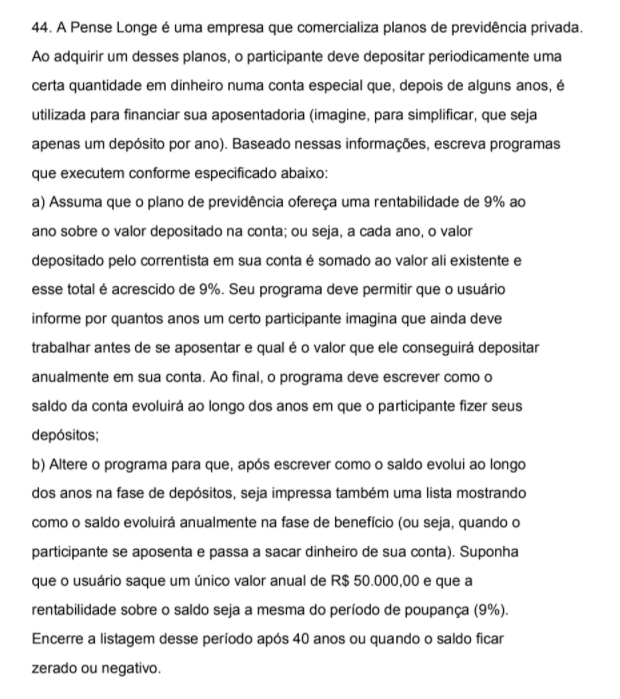 44. A Pense Longe é uma empresa que comercializa planos de previdência privada.
Ao adquirir um desses planos, o participante deve depositar periodicamente uma
certa quantidade em dinheiro numa conta especial que, depois de alguns anos, é
utilizada para financiar sua aposentadoria (imagine, para simplificar, que seja
apenas um depósito por ano). Baseado nessas informações, escreva programas
que executem conforme especificado abaixo:
a) Assuma que o plano de previdência ofereça uma rentabilidade de 9% ao
ano sobre o valor depositado na conta; ou seja, a cada ano, o valor
depositado pelo correntista em sua conta é somado ao valor ali existente e
esse total é acrescido de 9%. Seu programa deve permitir que o usuário
informe por quantos anos um certo participante imagina que ainda deve
trabalhar antes de se aposentar e qual é o valor que ele conseguirá depositar
anualmente em sua conta. Ao final, o programa deve escrever como o
saldo da conta evoluirá ao longo dos anos em que o participante fizer seus
depósitos;
b) Altere o programa para que, após escrever como o saldo evolui ao longo
dos anos na fase de depósitos, seja impressa também uma lista mostrando
como o saldo evoluirá anualmente na fase de benefício (ou seja, quando o
participante se aposenta e passa a sacar dinheiro de sua conta). Suponha
que o usuário saque um único valor anual de R$ 50.000,00 e que a
rentabilidade sobre o saldo seja a mesma do período de poupança (9%).
Encerre a listagem desse período após 40 anos ou quando o saldo ficar
zerado ou negativo.